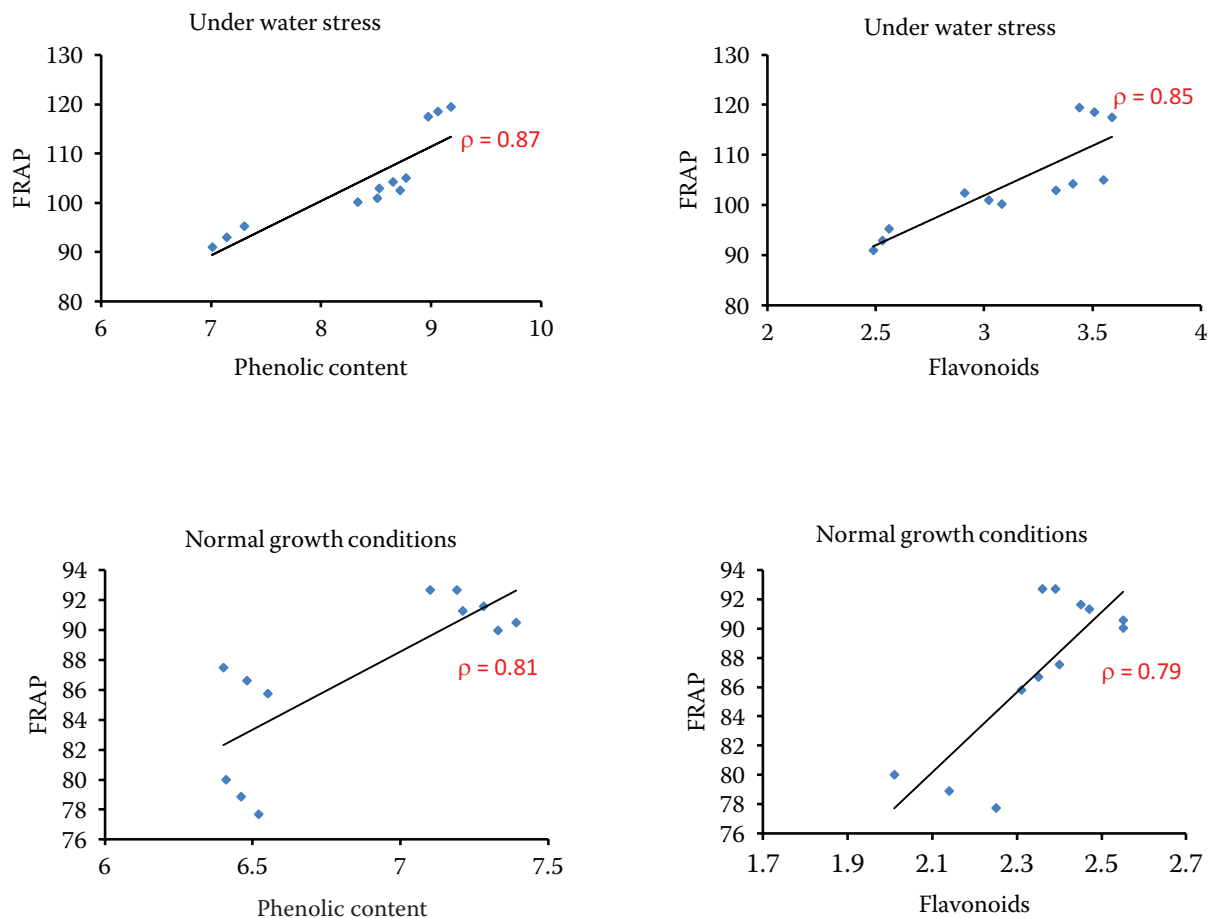 Under water stress
130
120
110
100
90
80
FRAP
ρ = 0.87
6 7 8 9 10
Phenolic content
Under water stress
130
120
110
100
90
80
FRAP
ρ = 0.85
2 2.5 3 3.5 4
Flavonoids
Normal growth conditions
94
92
90
88
86
84
82
80
78
76
FRAP
ρ = 0.81
6 6.5 7 7.5
Phenolic content
Normal growth conditions
94
92
90
88
86
84
82
80
78
76
FRAP
ρ = 0.79
1.7 1.9 2.1 2.3 2.5 2.7
Flavonoids